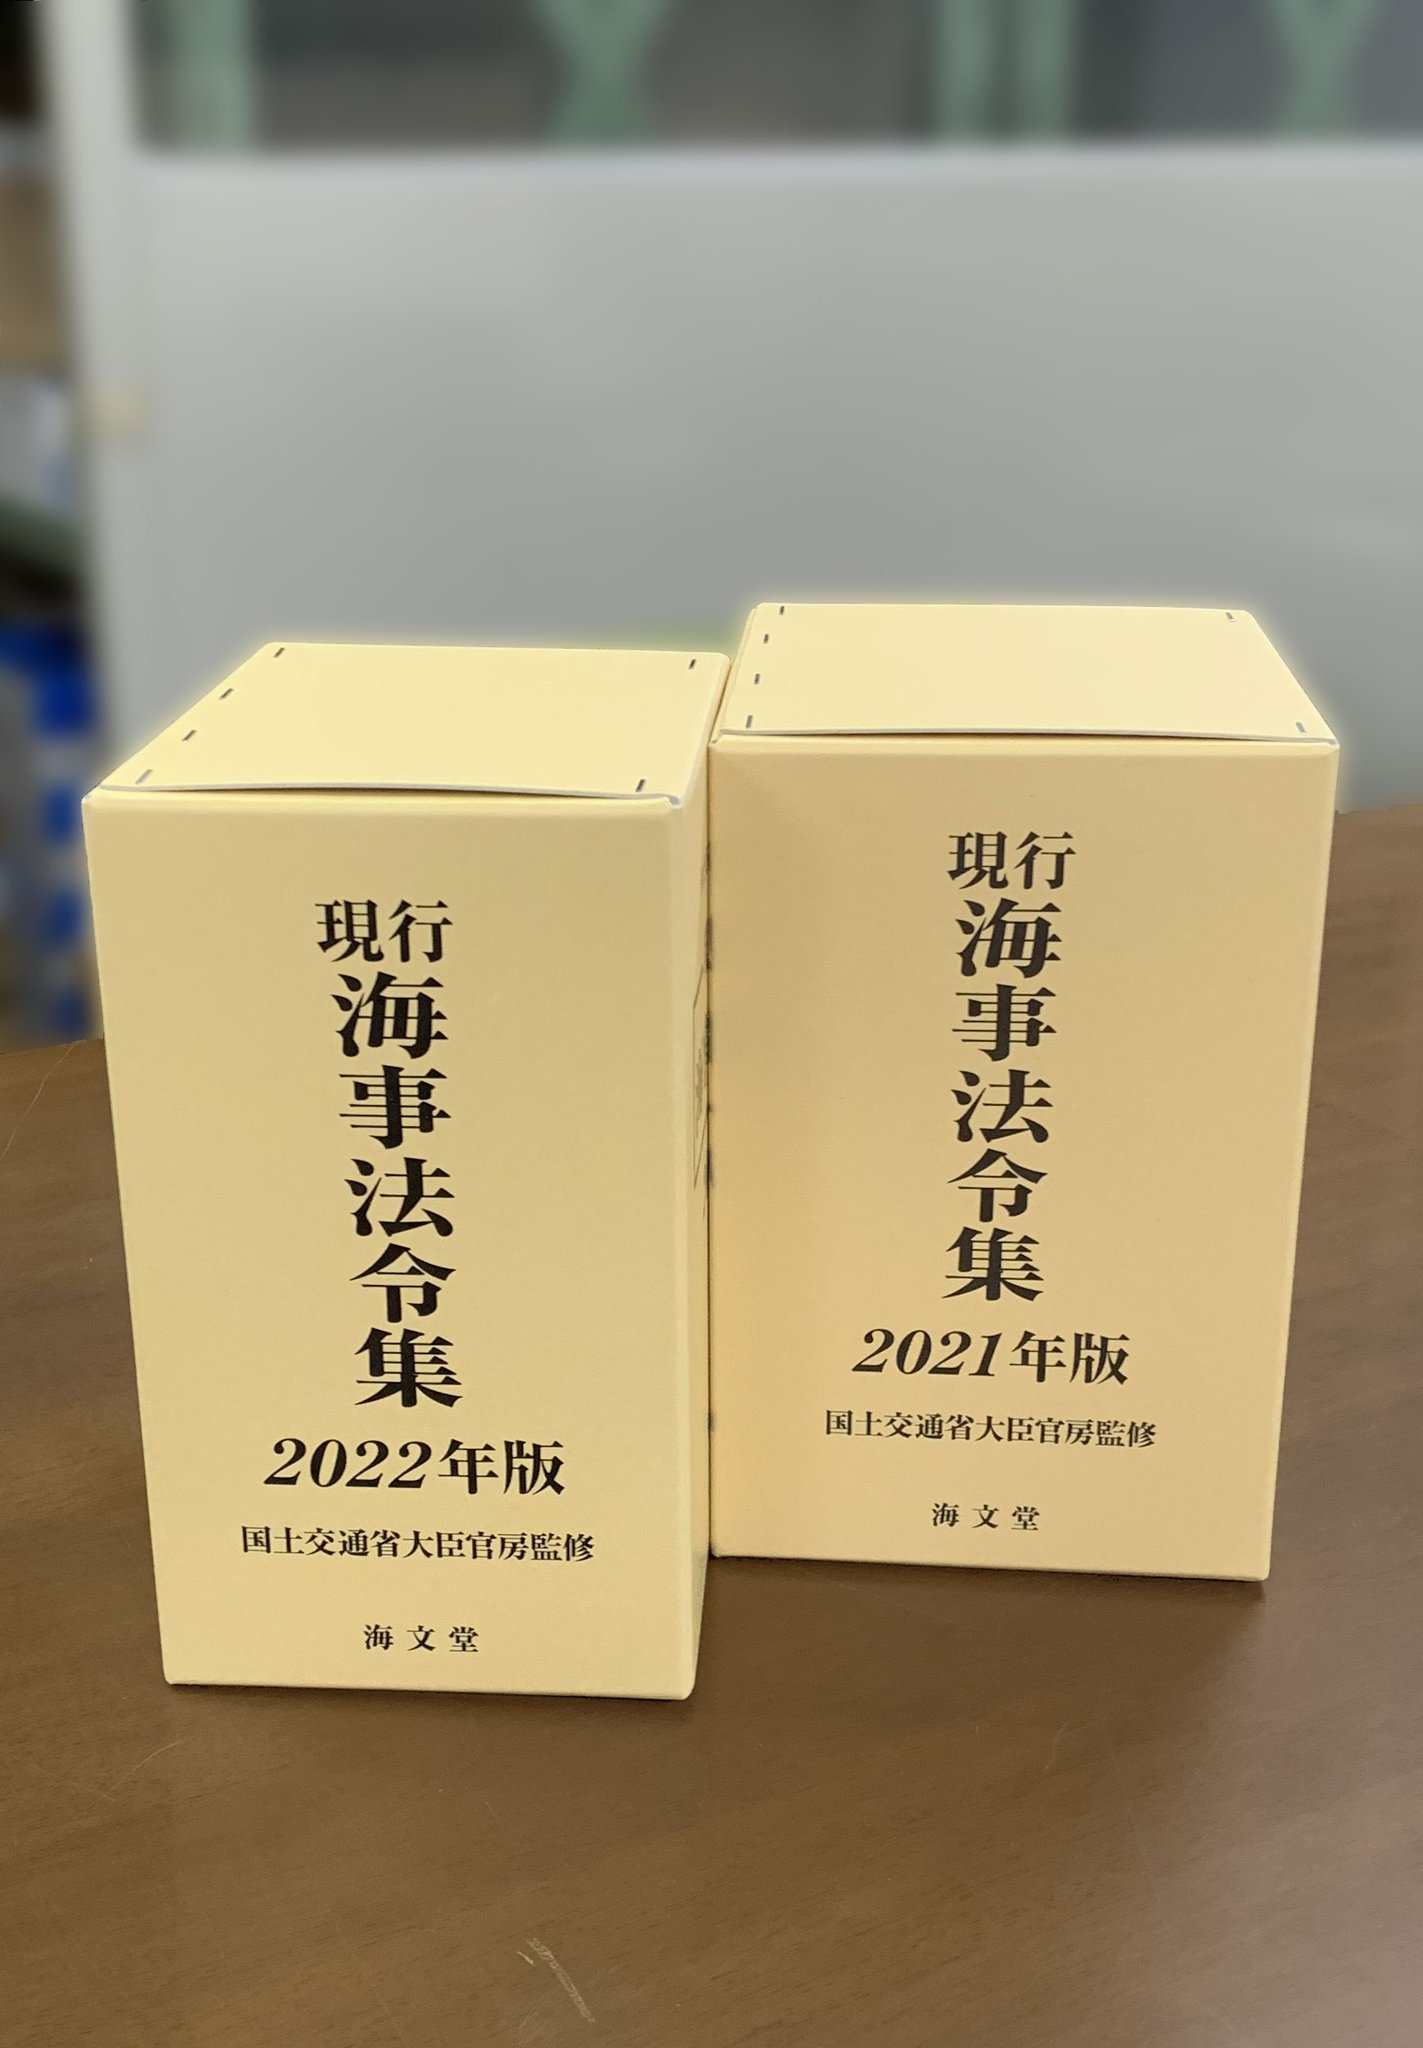 現行
海事法令集
2022年版
国土交通省大臣官房監修
海文堂
現行
海事法令集
2021年版
国土交通省大臣官房監修
海文堂